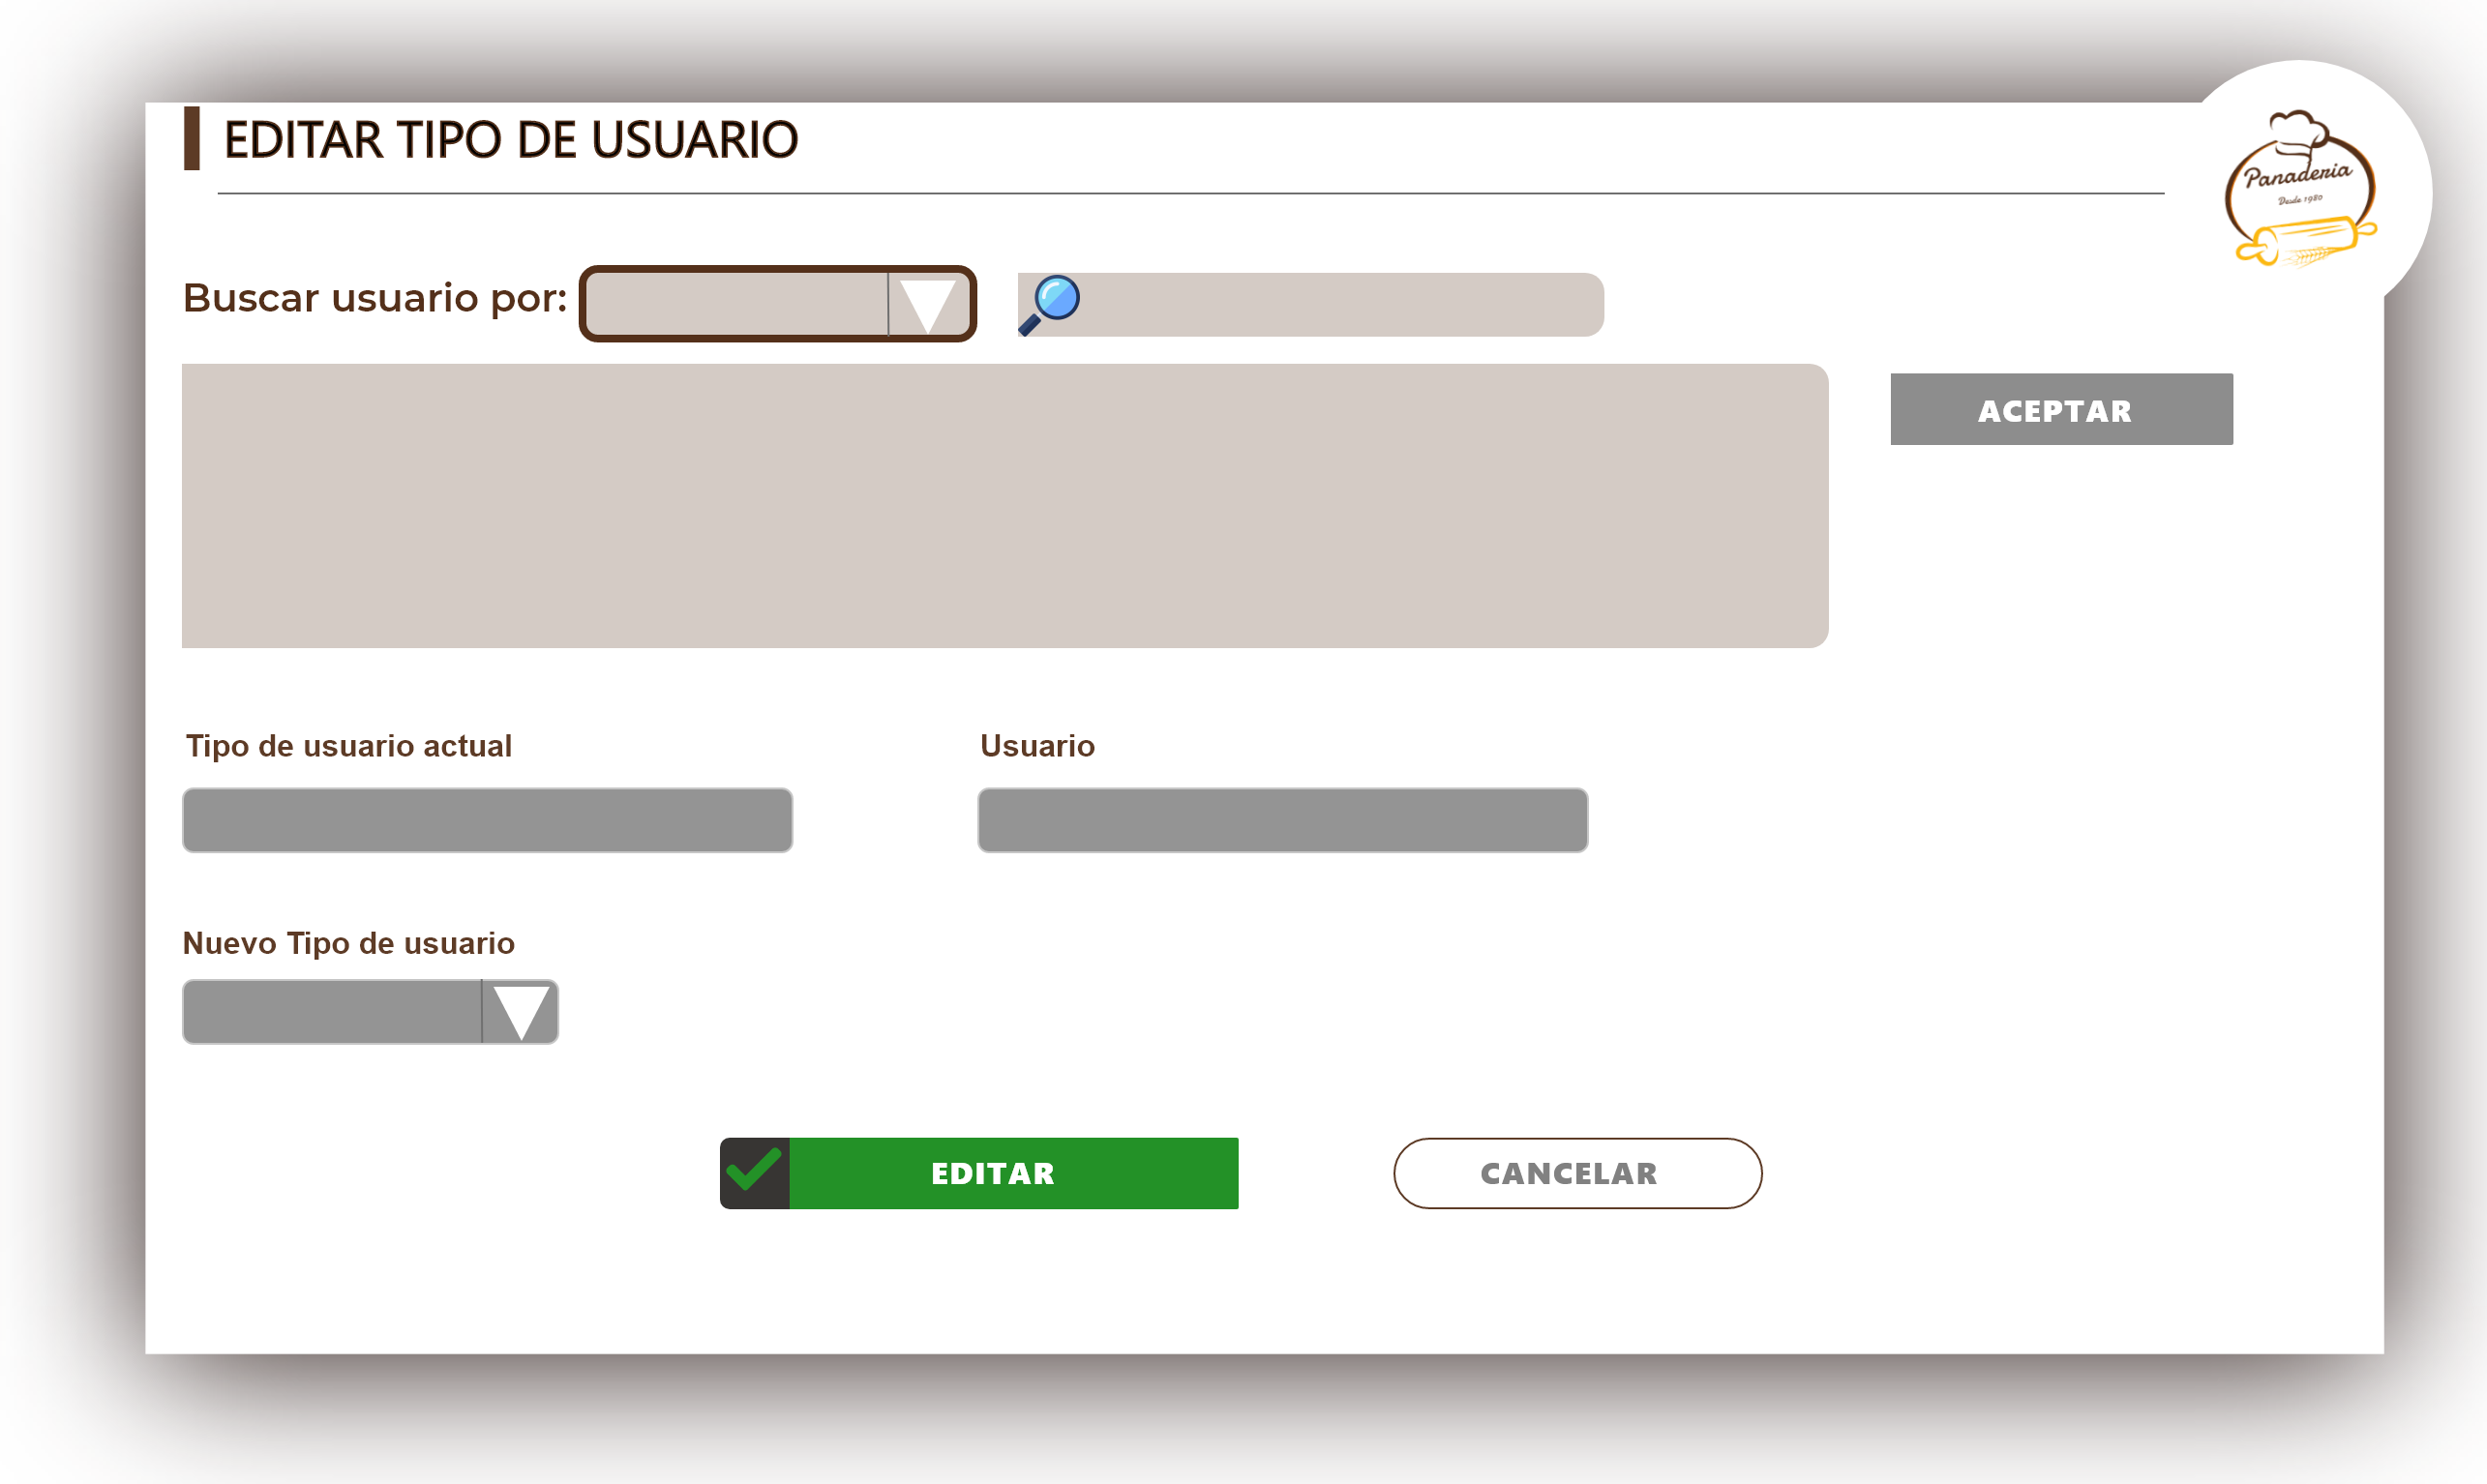 EDITAR TIPO DE USUARIO
Panaderia
Desde 1980
Buscar usuario por:
ACEPTAR
Tipo de usuario actual
Usuario
Nuevo Tipo de usuario
EDITAR
CANCELAR